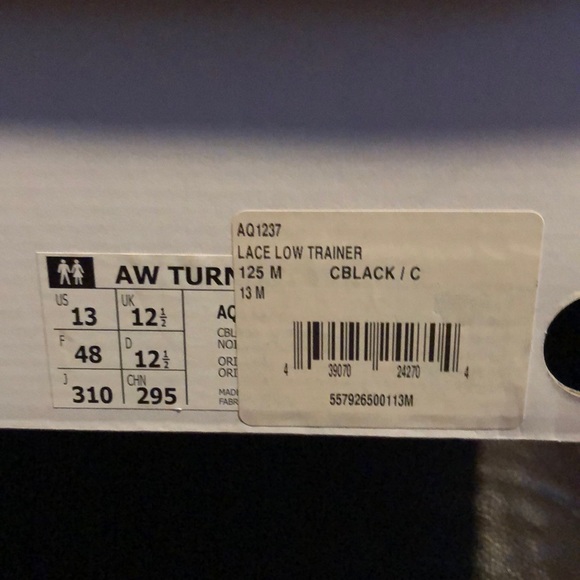 AW TURN
US 13 UK 12½
F 48 D 12½
J 310 CHN 295
AQ
CBL
NOI
ORI
ORI
MADE
FABR
AQ1237
LACE LOW TRAINER
125 M CBLACK / C
13 M
4 39070 24270 4
557926500113M